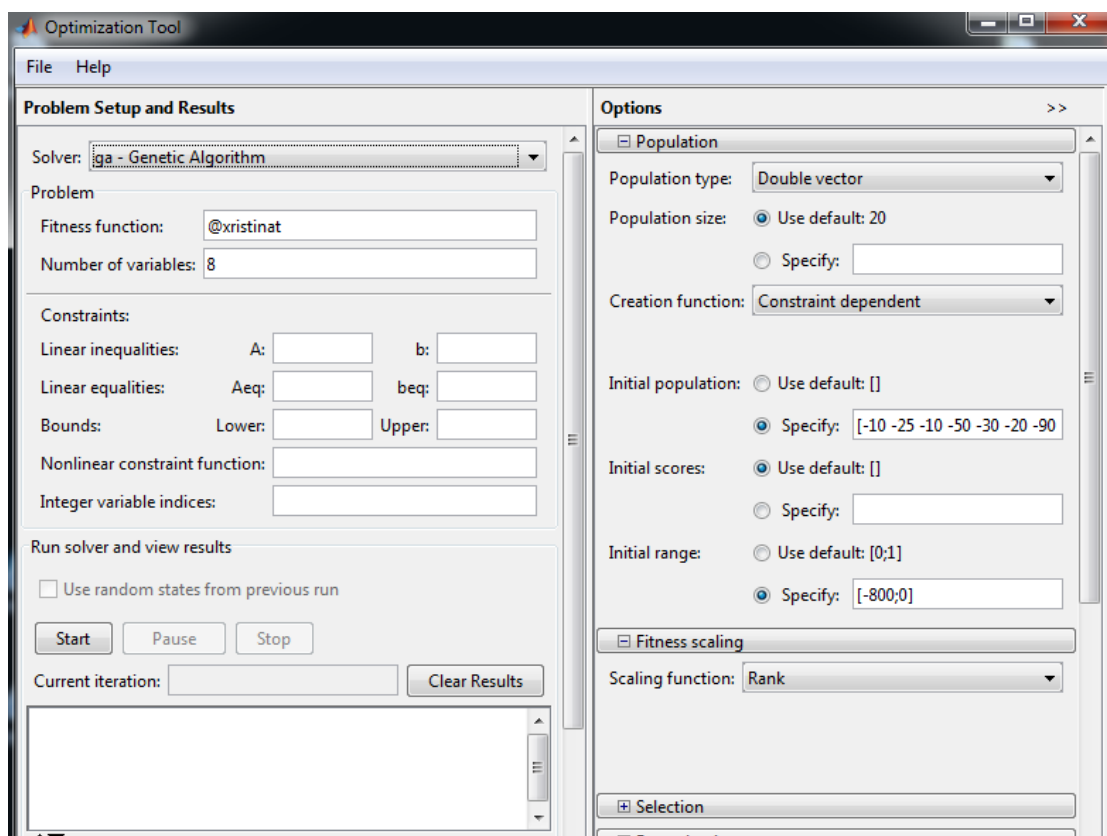 Optimization Tool
File Help
Problem Setup and Results
Solver: ga - Genetic Algorithm
Problem
Fitness function: @xristinat
Number of variables: 8
Constraints:
Linear inequalities: A: b:
Linear equalities: Aeq: beq:
Bounds: Lower: Upper:
Nonlinear constraint function:
Integer variable indices:
Run solver and view results
Use random states from previous run
Start Pause Stop
Current iteration: Clear Results
Options >>
Population
Population type: Double vector
Population size: Use default: 20
Specify:
Creation function: Constraint dependent
Initial population: Use default: []
Specify: [-10 -25 -10 -50 -30 -20 -90
Initial scores: Use default: []
Specify:
Initial range: Use default: [0;1]
Specify: [-800;0]
Fitness scaling
Scaling function: Rank
Selection